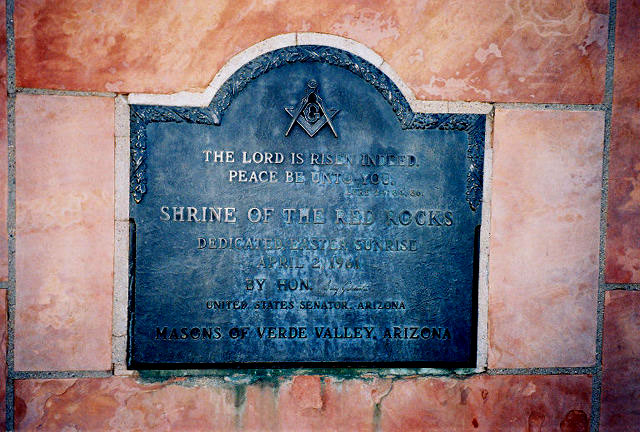 G
THE LORD IS RISEN INDEED.
PEACE BE UNTO YOU.
SHRINE OF THE RED ROCKS
DEDICATED EASTER SUNRISE
APRIL 2 1961
BY HON.
UNITED STATES SENATOR, ARIZONA
MASONS OF VERDE VALLEY, ARIZONA